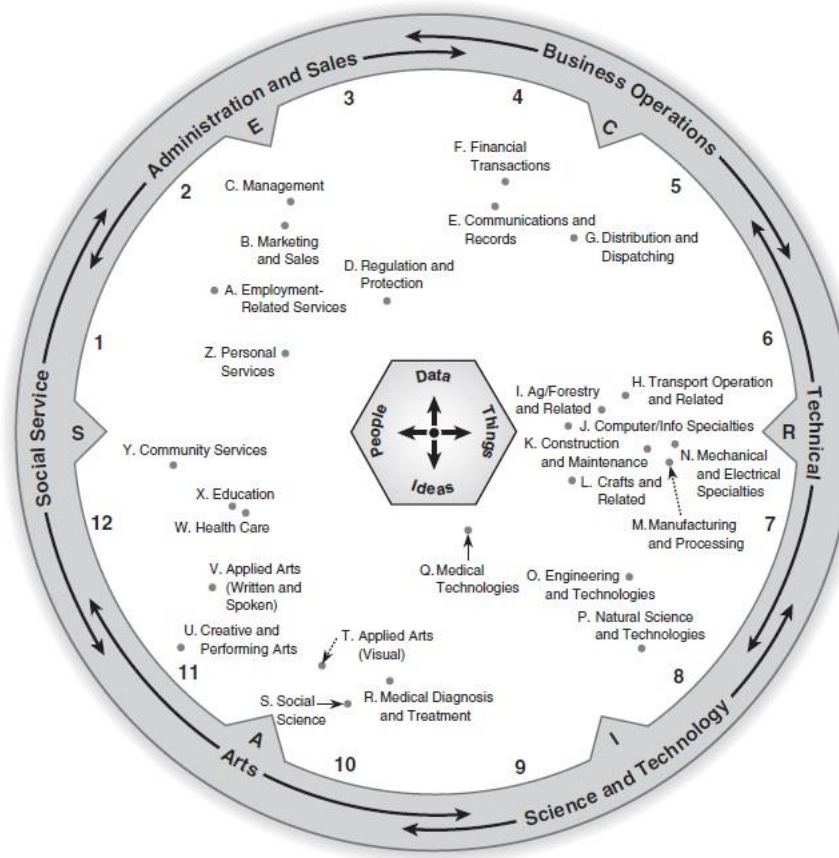 Administration and Sales
Business Operations
3
4
E
C
F. Financial
Transactions
2
5
C. Management
E. Communications and
Records
B. Marketing
and Sales
G. Distribution and
Dispatching
D. Regulation and
Protection
A. Employment-
Related Services
1
6
Z. Personal
Services
Data
People
Things
Ideas
H. Transport Operation
and Related
I. Ag/Forestry
and Related
J. Computer/Info Specialties
Social Service
S
R
Technical
K. Construction
and Maintenance
N. Mechanical
and Electrical
Specialties
Y. Community Services
L. Crafts and
Related
X. Education
W. Health Care
12
7
M. Manufacturing
and Processing
V. Applied Arts
(Written and
Spoken)
Q. Medical
Technologies
O. Engineering
and Technologies
P. Natural Science
and Technologies
U. Creative and
Performing Arts
T. Applied Arts
(Visual)
11
8
S. Social
Science
R. Medical Diagnosis
and Treatment
A
I
10
9
Arts
Science and Technology